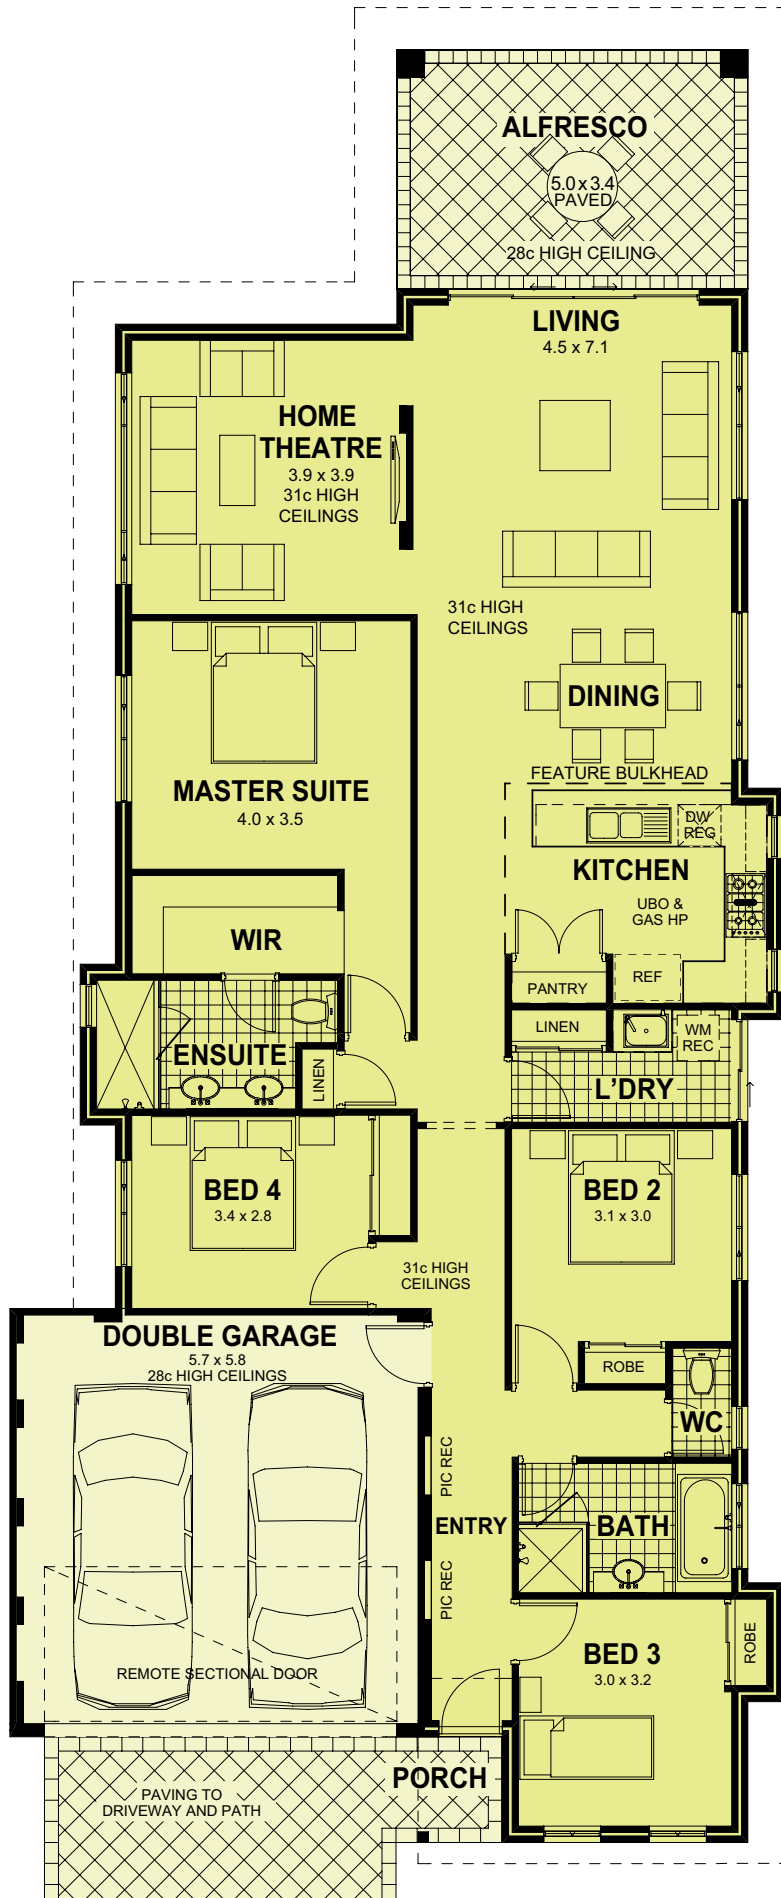 ALFRESCO
5.0 x 3.4
PAVED
28c HIGH CEILING
LIVING
4.5 x 7.1
HOME
THEATRE
3.9 x 3.9
31c HIGH
CEILINGS
31c HIGH
CEILINGS
DINING
MASTER SUITE
4.0 x 3.5
FEATURE BULKHEAD
DW
REC
KITCHEN
UBO &
GAS HP
WIR
PANTRY
REF
LINEN
WM
REC
ENSUITE
LINEN
L'DRY
BED 4
3.4 x 2.8
BED 2
3.1 x 3.0
31c HIGH
CEILINGS
DOUBLE GARAGE
5.7 x 5.8
28c HIGH CEILINGS
ROBE
WC
PIC REC
ENTRY
BATH
PIC REC
BED 3
3.0 x 3.2
ROBE
REMOTE SECTIONAL DOOR
PORCH
PAVING TO
DRIVEWAY AND PATH